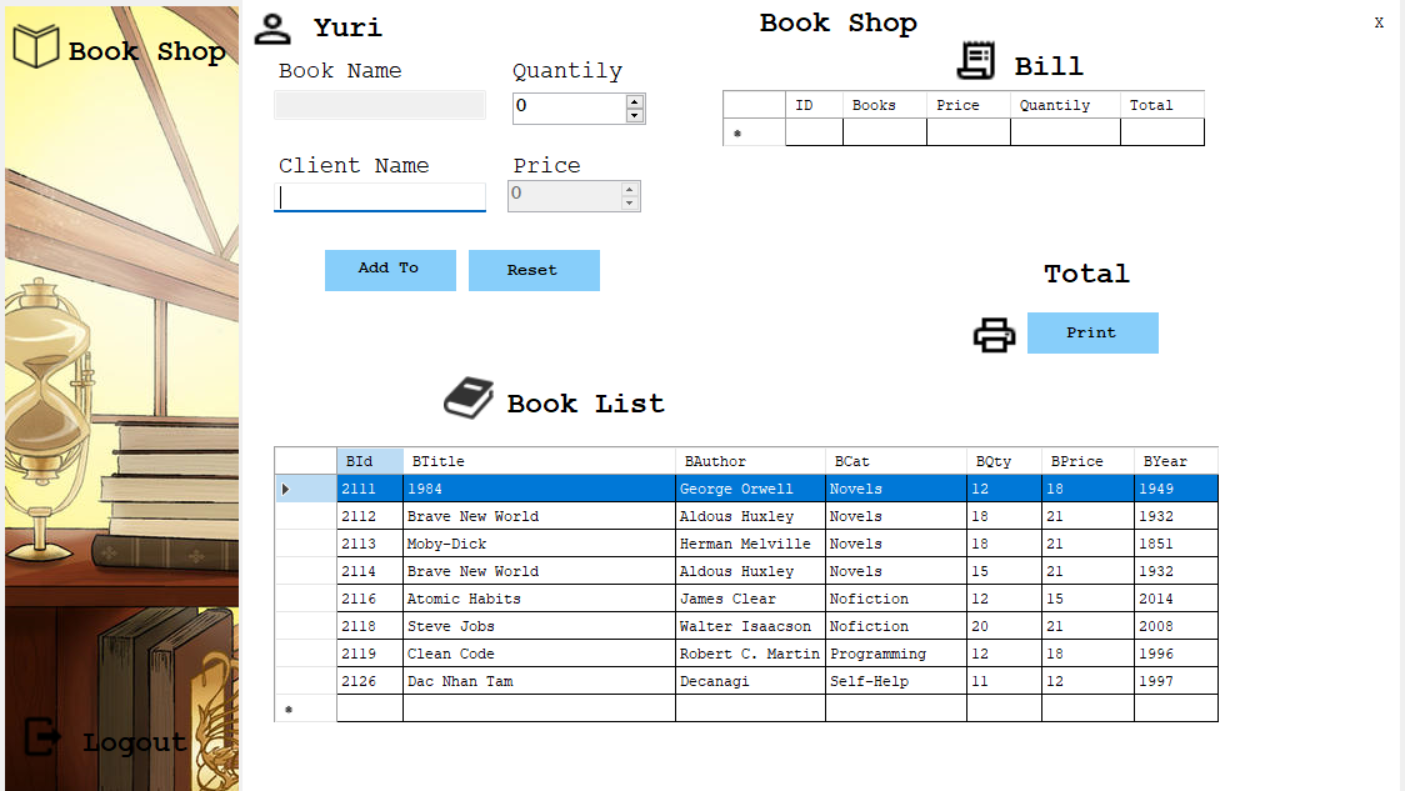 Book Shop
Yuri
Book Shop
X
Book Name
Quantily
Bill
0
ID Books Price Quantily Total
Client Name
Price
0
Add To
Reset
Total
Print
Book List
BId BTitle BAuthor BCat BQty BPrice BYear
2111 1984 George Orwell Novels 12 18 1949
2112 Brave New World Aldous Huxley Novels 18 21 1932
2113 Moby-Dick Herman Melville Novels 18 21 1851
2114 Brave New World Aldous Huxley Novels 15 21 1932
2116 Atomic Habits James Clear Nofiction 12 15 2014
2118 Steve Jobs Walter Isaacson Nofiction 20 21 2008
2119 Clean Code Robert C. Martin Programming 12 18 1996
2126 Dac Nhan Tam Decanagi Self-Help 11 12 1997
Logout